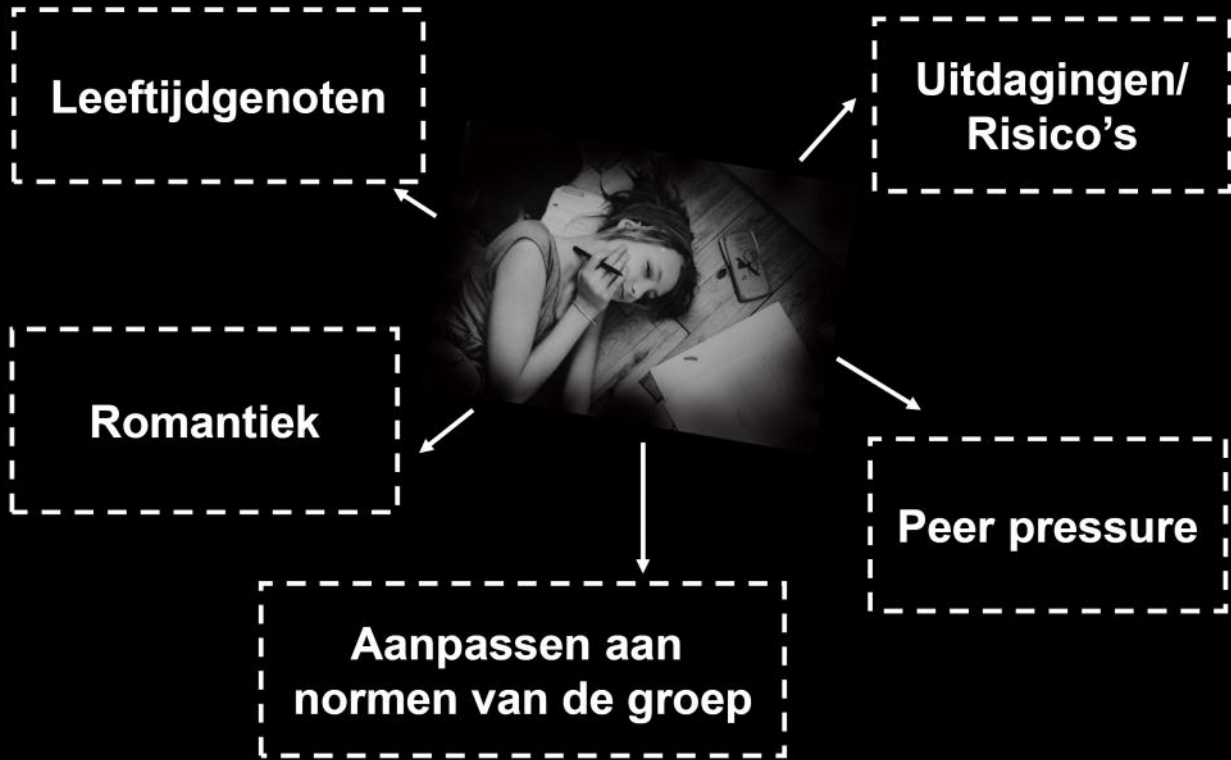 Leeftijdgenoten
Uitdagingen/
Risico’s
Romantiek
Peer pressure
Aanpassen aan
normen van de groep